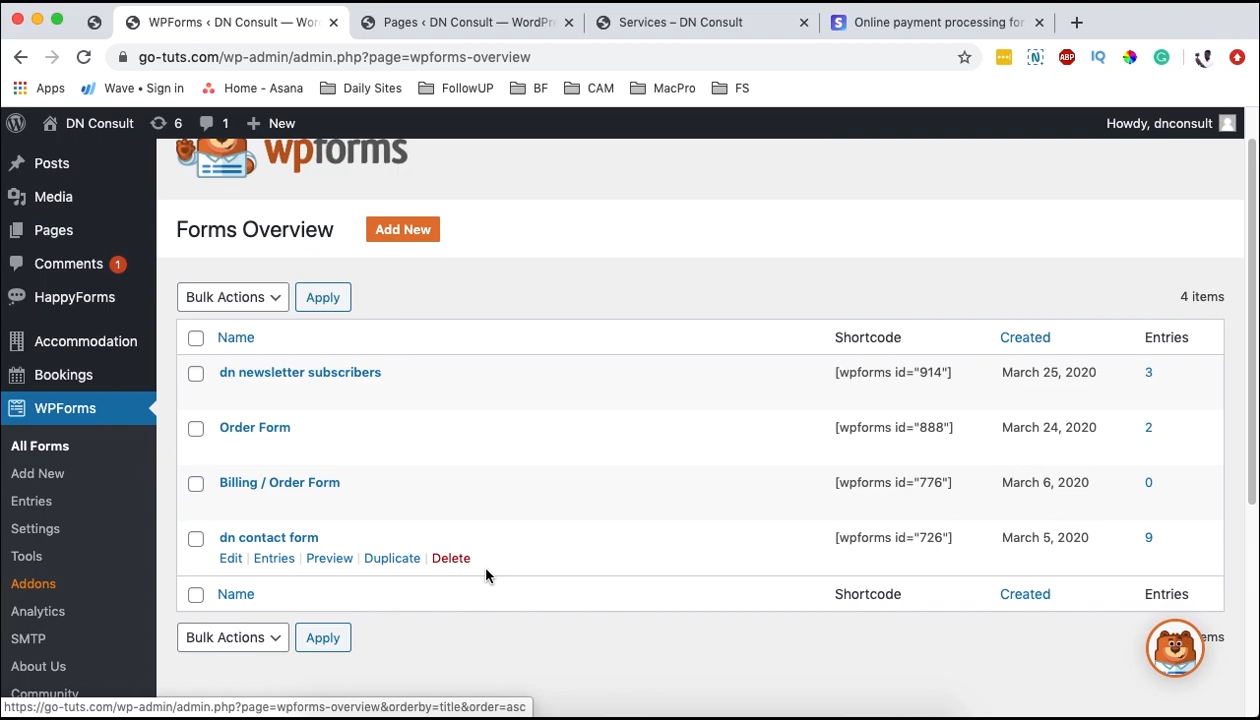 WPForms < DN Consult — Wor
Pages < DN Consult — WordPr
Services – DN Consult
Online payment processing for
go-tuts.com/wp-admin/admin.php?page=wpforms-overview
ABP
IQ
Apps
Wave • Sign in
Home - Asana
Daily Sites
FollowUP
BF
CAM
MacPro
FS
DN Consult
6
1
New
Howdy, dnconsult
Posts
Media
Pages
Comments 1
HappyForms
Accommodation
Bookings
WPForms
All Forms
Add New
Entries
Settings
Tools
Addons
Analytics
SMTP
About Us
Community
wpforms
Forms Overview
Add New
Bulk Actions
Apply
4 items
Name Shortcode Created Entries
dn newsletter subscribers [wpforms id="914"] March 25, 2020 3
Order Form [wpforms id="888"] March 24, 2020 2
Billing / Order Form [wpforms id="776"] March 6, 2020 0
dn contact form [wpforms id="726"] March 5, 2020 9
Edit | Entries | Preview | Duplicate | Delete
Name Shortcode Created Entries
Bulk Actions
Apply
ems
https://go-tuts.com/wp-admin/admin.php?page=wpforms-overview&orderby=title&order=asc